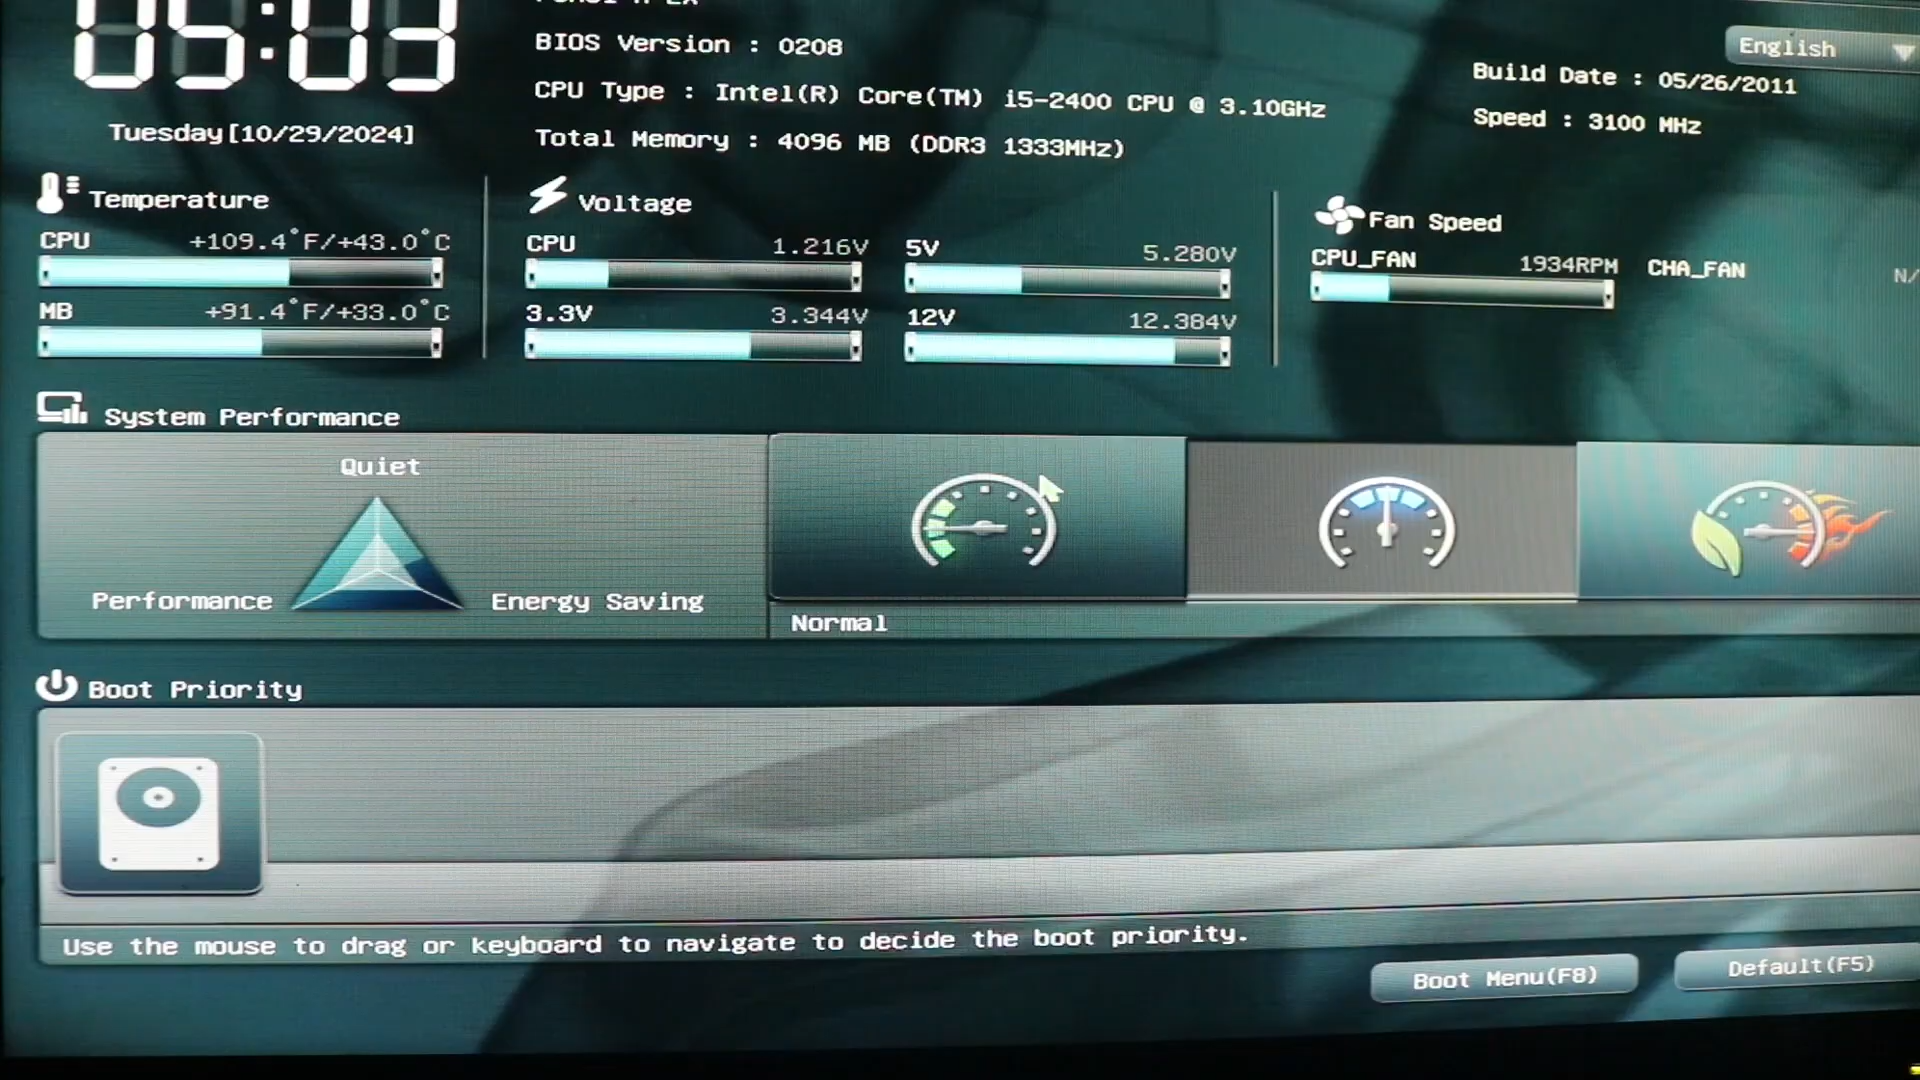 05:03
BIOS Version : 0208
English
Build Date : 05/26/2011
CPU Type : Intel(R) Core(TM) i5-2400 CPU @ 3.10GHz
Speed : 3100 MHz
Tuesday[10/29/2024]
Total Memory : 4096 MB (DDR3 1333MHz)
Temperature
Voltage
Fan Speed
CPU +109.4°F/+43.0°C
CPU 1.216V
5V 5.280V
CPU_FAN 1934RPM
CHA_FAN N/
MB +91.4°F/+33.0°C
3.3V 3.344V
12V 12.384V
System Performance
Quiet
Performance
Energy Saving
Normal
Boot Priority
Use the mouse to drag or keyboard to navigate to decide the boot priority.
Boot Menu(F8)
Default(F5)